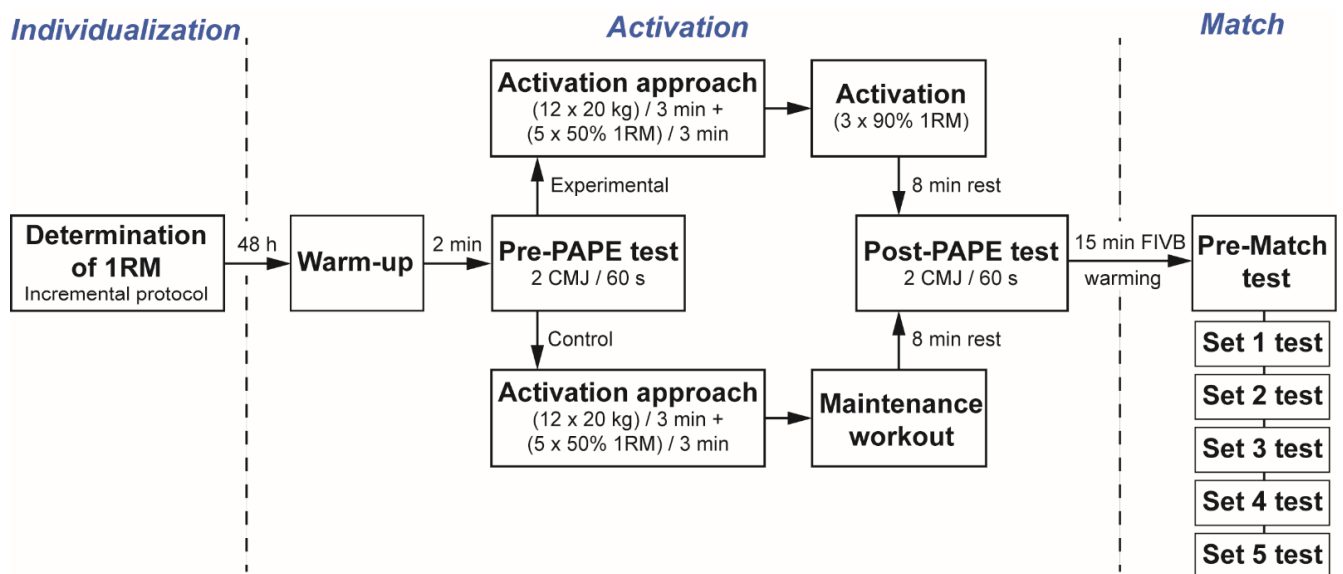 Individualization
Activation
Match
Activation approach
(12 x 20 kg) / 3 min +
(5 x 50% 1RM) / 3 min
Activation
(3 x 90% 1RM)
Experimental
8 min rest
Determination
of 1RM
Incremental protocol
48 h
Warm-up
2 min
Pre-PAPE test
2 CMJ / 60 s
Post-PAPE test
2 CMJ / 60 s
15 min FIVB
warming
Pre-Match
test
Control
8 min rest
Activation approach
(12 x 20 kg) / 3 min +
(5 x 50% 1RM) / 3 min
Maintenance
workout
Set 1 test
Set 2 test
Set 3 test
Set 4 test
Set 5 test